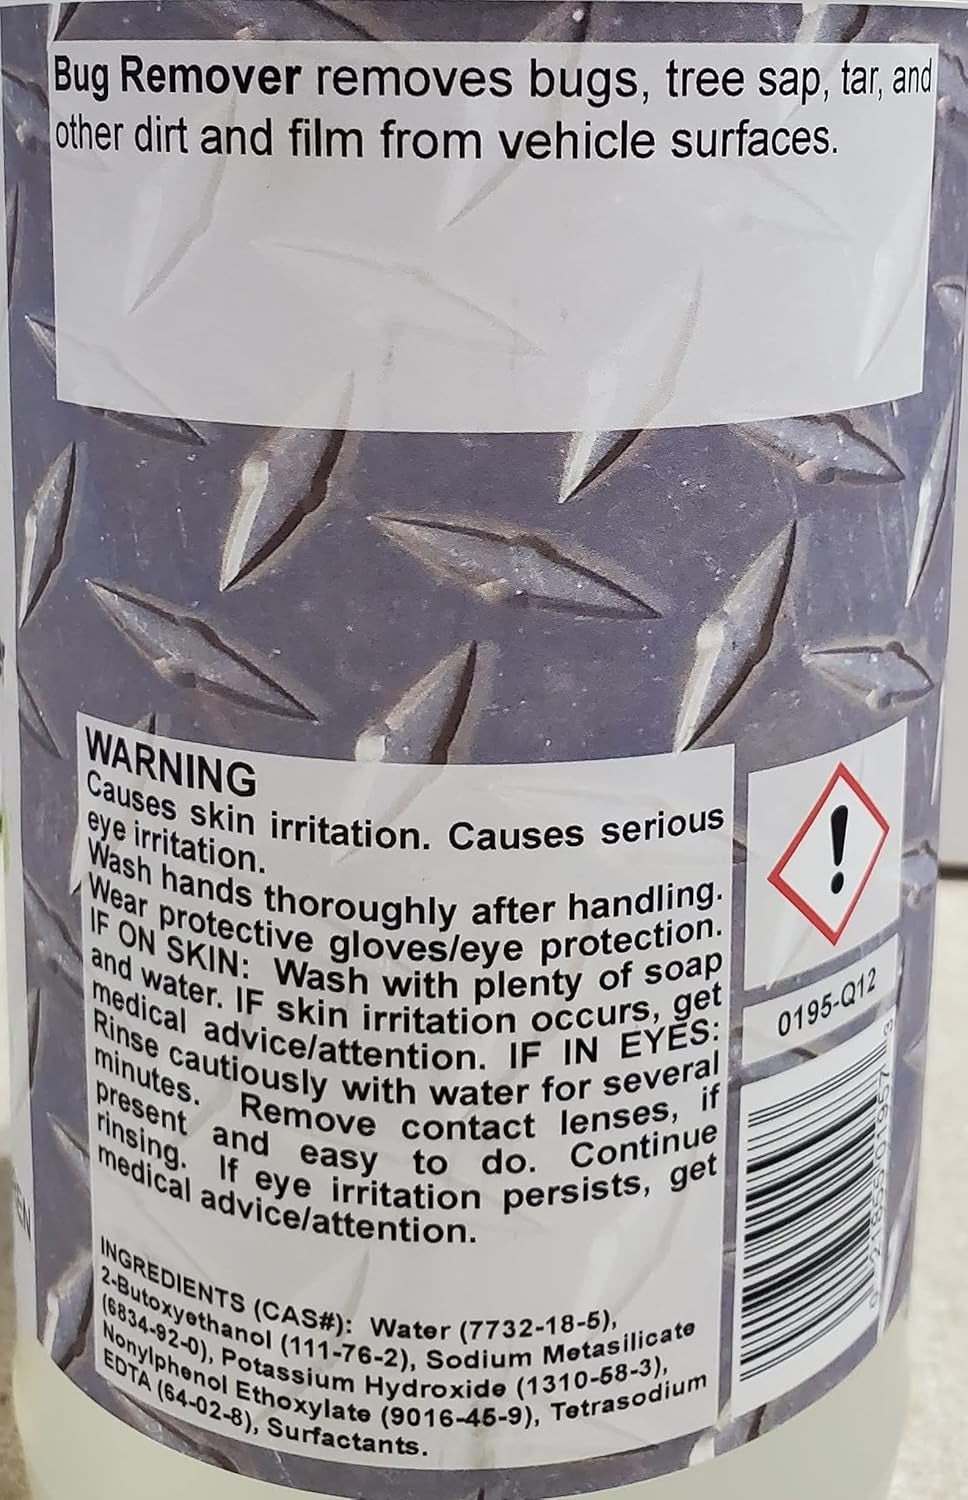 Bug Remover removes bugs, tree sap, tar, and
other dirt and film from vehicle surfaces.
WARNING
Causes skin irritation. Causes serious
eye irritation.
Wash hands thoroughly after handling.
Wear protective gloves/eye protection.
IF ON SKIN: Wash with plenty of soap
and water. IF skin irritation occurs, get
medical advice/attention. IF IN EYES:
Rinse cautiously with water for several
minutes. Remove contact lenses, if
present and easy to do. Continue
rinsing. If eye irritation persists, get
medical advice/attention.
INGREDIENTS (CAS#): Water (7732-18-5),
2-Butoxyethanol (111-76-2), Sodium Metasilicate
(6834-92-0), Potassium Hydroxide (1310-58-3),
Nonylphenol Ethoxylate (9016-45-9), Tetrasodium
EDTA (64-02-8), Surfactants.
!
0195-Q12